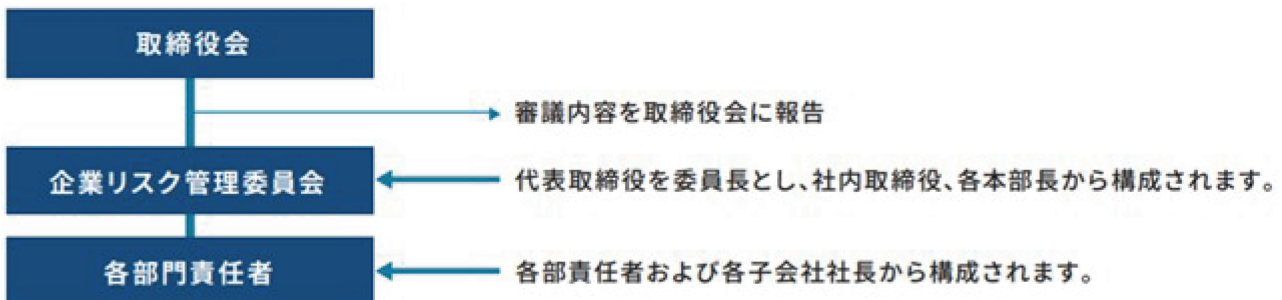 取締役会
審議内容を取締役会に報告
企業リスク管理委員会
代表取締役を委員長とし、社内取締役、各本部長から構成されます。
各部門責任者
各部責任者および各子会社社長から構成されます。